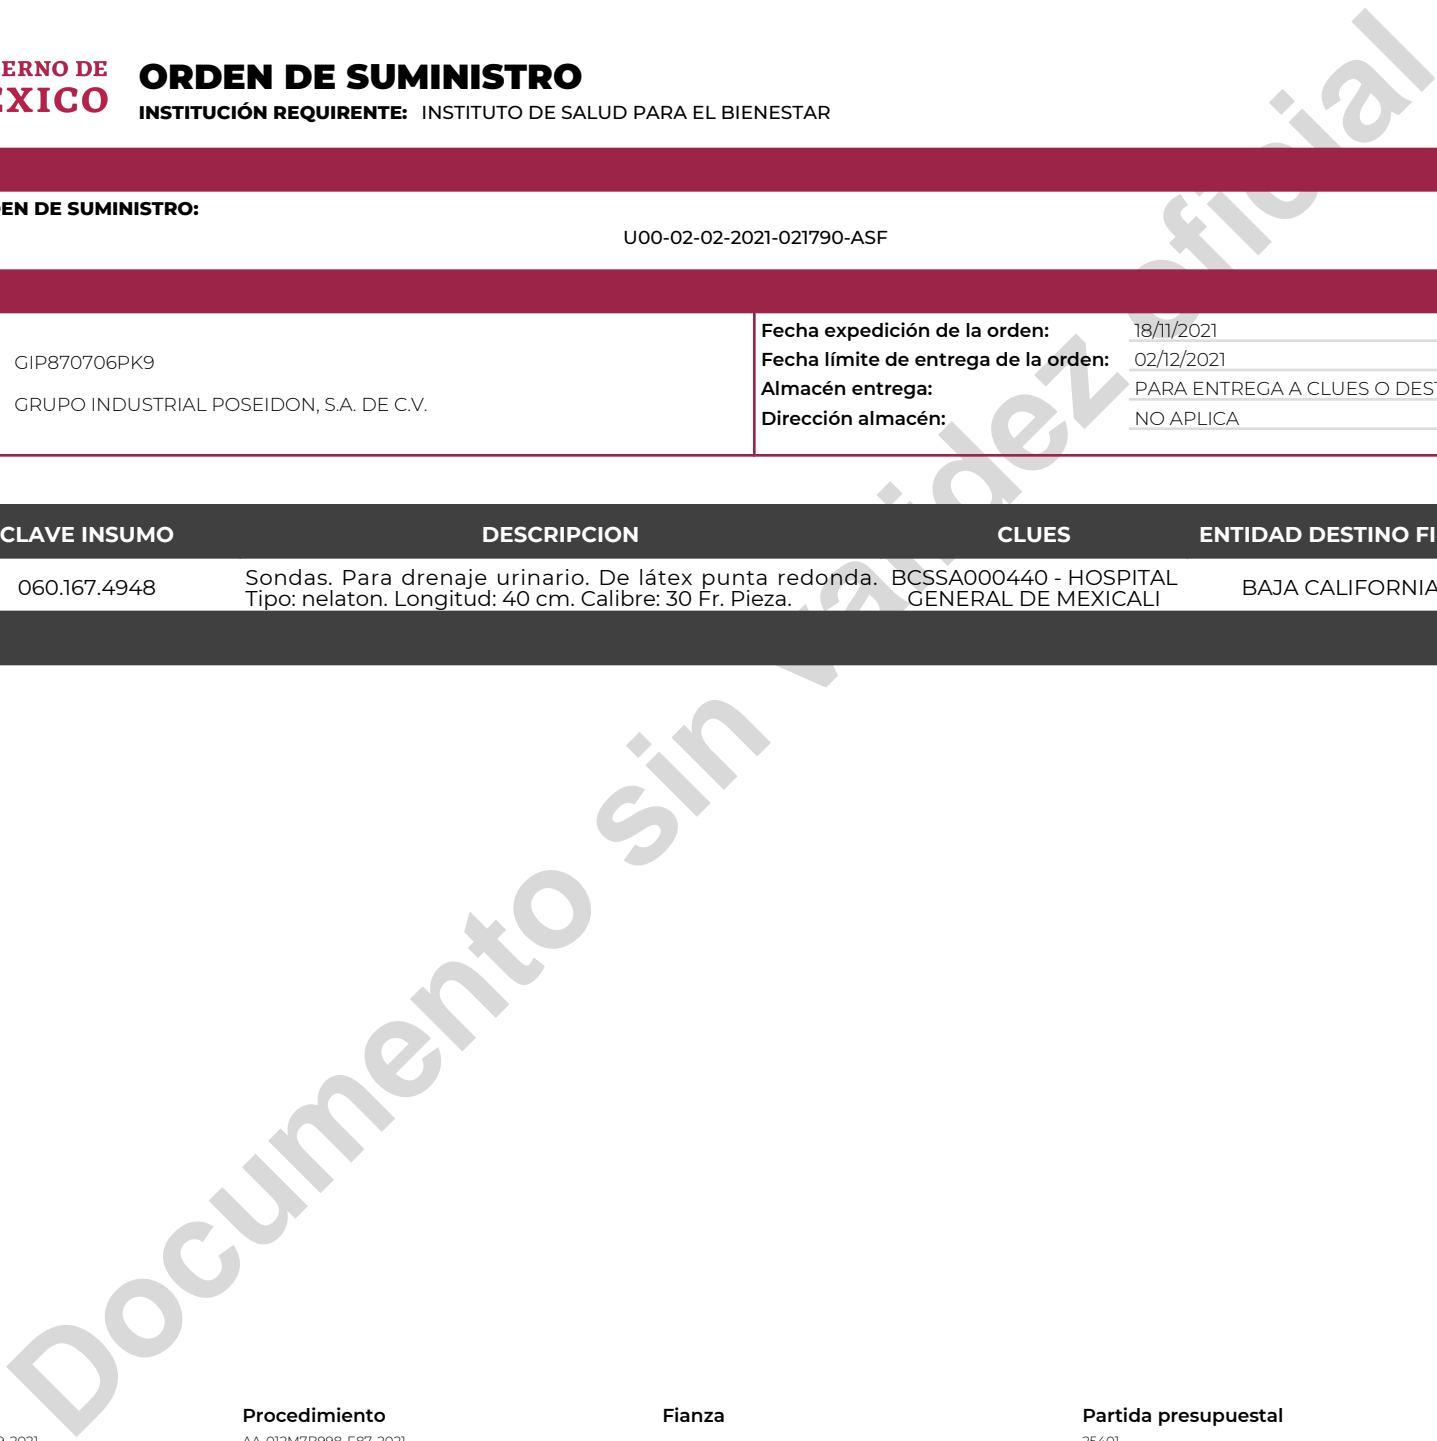 ERNO DE
EXICO
ORDEN DE SUMINISTRO
INSTITUCIÓN REQUIRENTE: INSTITUTO DE SALUD PARA EL BIENESTAR
EN DE SUMINISTRO:
U00-02-02-2021-021790-ASF
GIP870706PK9
GRUPO INDUSTRIAL POSEIDON, S.A. DE C.V.
Fecha expedición de la orden: 18/11/2021
Fecha límite de entrega de la orden: 02/12/2021
Almacén entrega: PARA ENTREGA A CLUES O DEST
Dirección almacén: NO APLICA
CLAVE INSUMO DESCRIPCION CLUES ENTIDAD DESTINO FI
060.167.4948 Sondas. Para drenaje urinario. De látex punta redonda. Tipo: nelaton. Longitud: 40 cm. Calibre: 30 Fr. Pieza. BCSSA000440 - HOSPITAL GENERAL DE MEXICALI BAJA CALIFORNIA
Documento sin validez oficial
Procedimiento Fianza Partida presupuestal